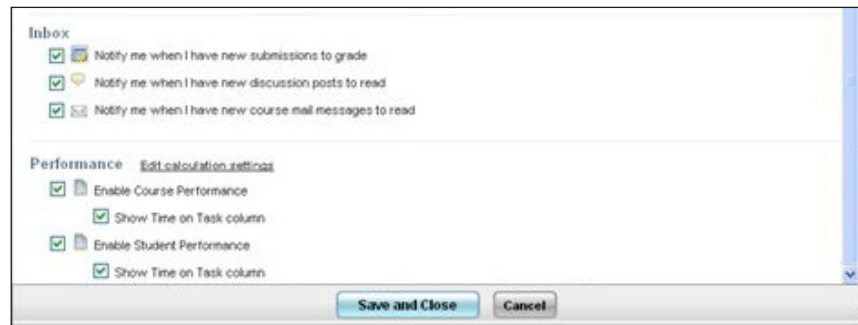 Inbox
Notify me when I have new submissions to grade
Notify me when I have new discussion posts to read
Notify me when I have new course mail messages to read
Performance Edit calculation settings
Enable Course Performance
Show Time on Task column
Enable Student Performance
Show Time on Task column
Save and Close Cancel